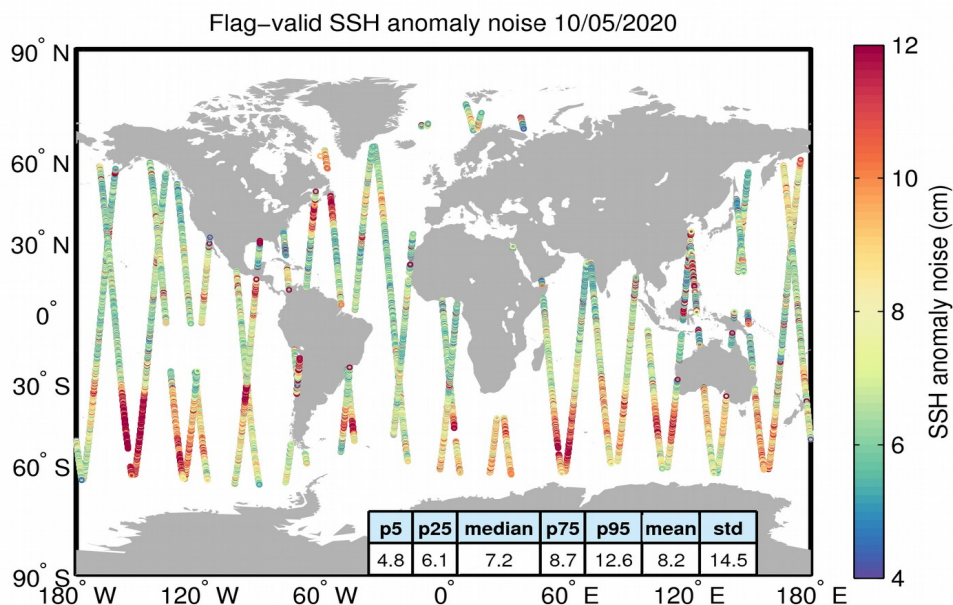 Flag−valid SSH anomaly noise 10/05/2020
90° N
60° N
30° N
0°
30° S
60° S
90° S
180° W
120° W
60° W
0°
60° E
120° E
180° E
p5 p25 median p75 p95 mean std
4.8 6.1 7.2 8.7 12.6 8.2 14.5
12
10
8
6
4
SSH anomaly noise (cm)